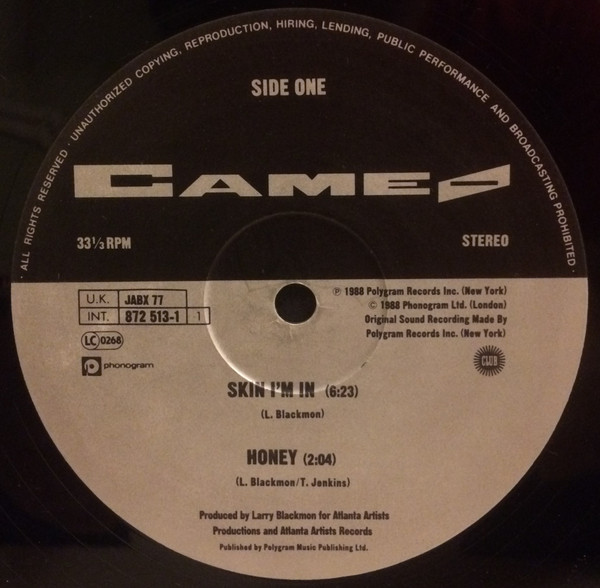 · ALL RIGHTS RESERVED · UNAUTHORIZED COPYING, REPRODUCTION, HIRING, LENDING, PUBLIC PERFORMANCE AND BROADCASTING PROHIBITED ·
SIDE ONE
CAMEO
33⅓ RPM
STEREO
U.K. JABX 77
INT. 872 513-1 1
LC 0268
phonogram
℗ 1988 Polygram Records Inc. (New York)
© 1988 Phonogram Ltd. (London)
Original Sound Recording Made By
Polygram Records Inc. (New York)
CLUB
SKIN I'M IN (6:23)
(L. Blackmon)
HONEY (2:04)
(L. Blackmon/T. Jenkins)
Produced by Larry Blackmon for Atlanta Artists
Productions and Atlanta Artists Records
Published by Polygram Music Publishing Ltd.